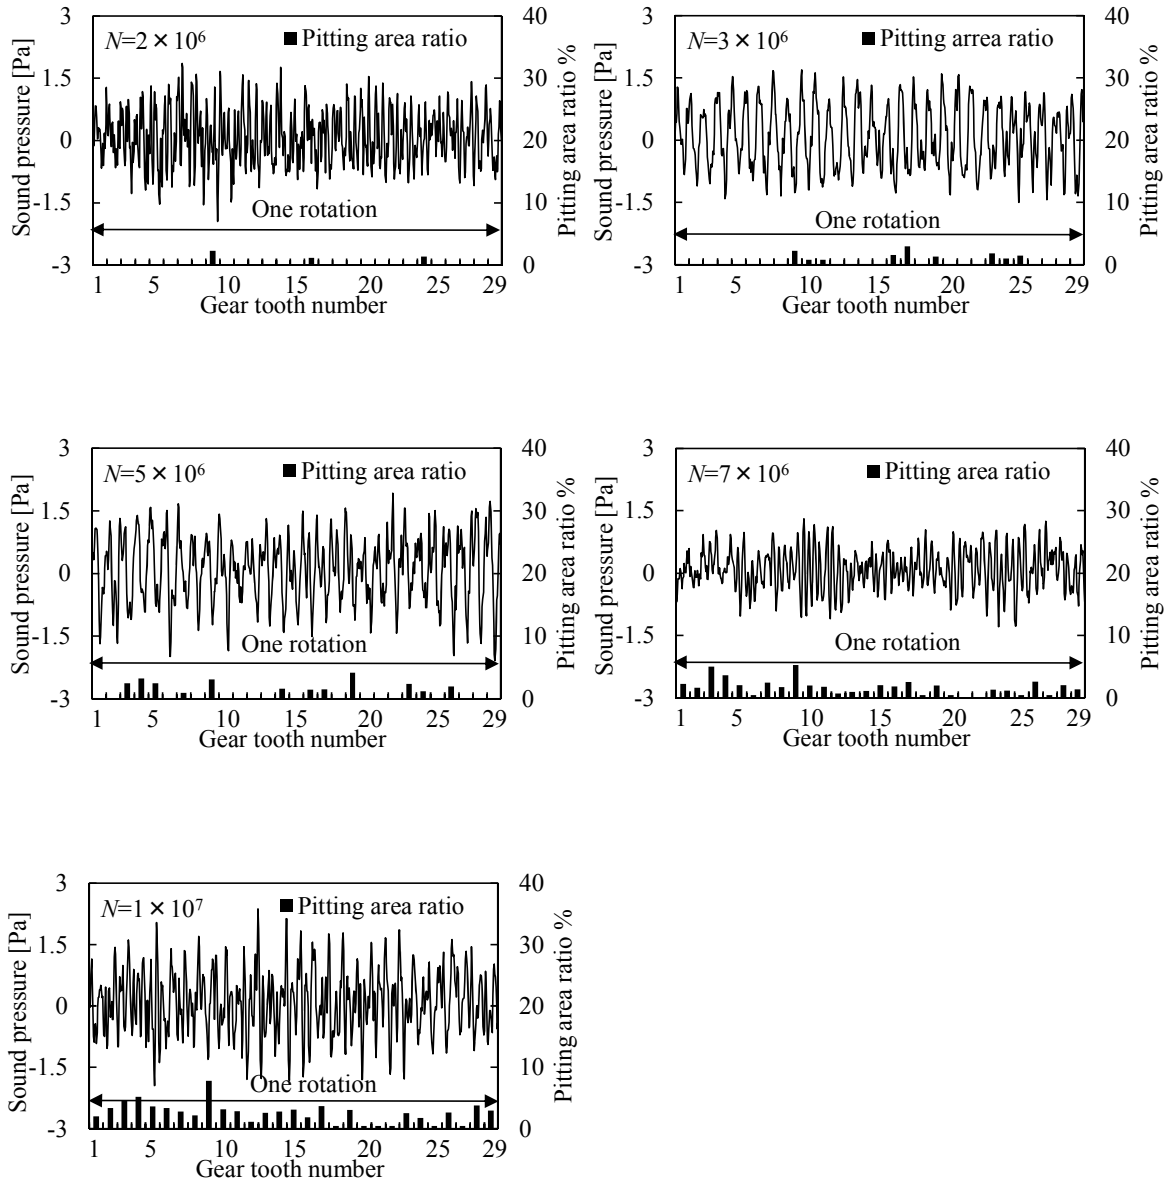 3
40
N=2×10⁶
■ Pitting area ratio
1.5
30
0
20
-1.5
10
One rotation
-3
0
1 5 10 15 20 25 29
Gear tooth number
Sound pressure [Pa]
Pitting area ratio %
3
40
N=3×10⁶
■ Pitting arrea ratio
1.5
30
0
20
-1.5
10
One rotation
-3
0
1 5 10 15 20 25 29
Gear tooth number
Sound pressure [Pa]
Pitting area ratio %
3
40
N=5×10⁶
■ Pitting area ratio
1.5
30
0
20
-1.5
10
One rotation
-3
0
1 5 10 15 20 25 29
Gear tooth number
Sound pressure [Pa]
Pitting area ratio %
3
40
N=7×10⁶
■ Pitting area ratio
1.5
30
0
20
-1.5
10
One rotation
-3
0
1 5 10 15 20 25 29
Gear tooth number
Sound pressure [Pa]
Pitting area ratio %
3
40
N=1×10⁷
■ Pitting area ratio
1.5
30
0
20
-1.5
10
One rotation
-3
0
1 5 10 15 20 25 29
Gear tooth number
Sound pressure [Pa]
Pitting area ratio %